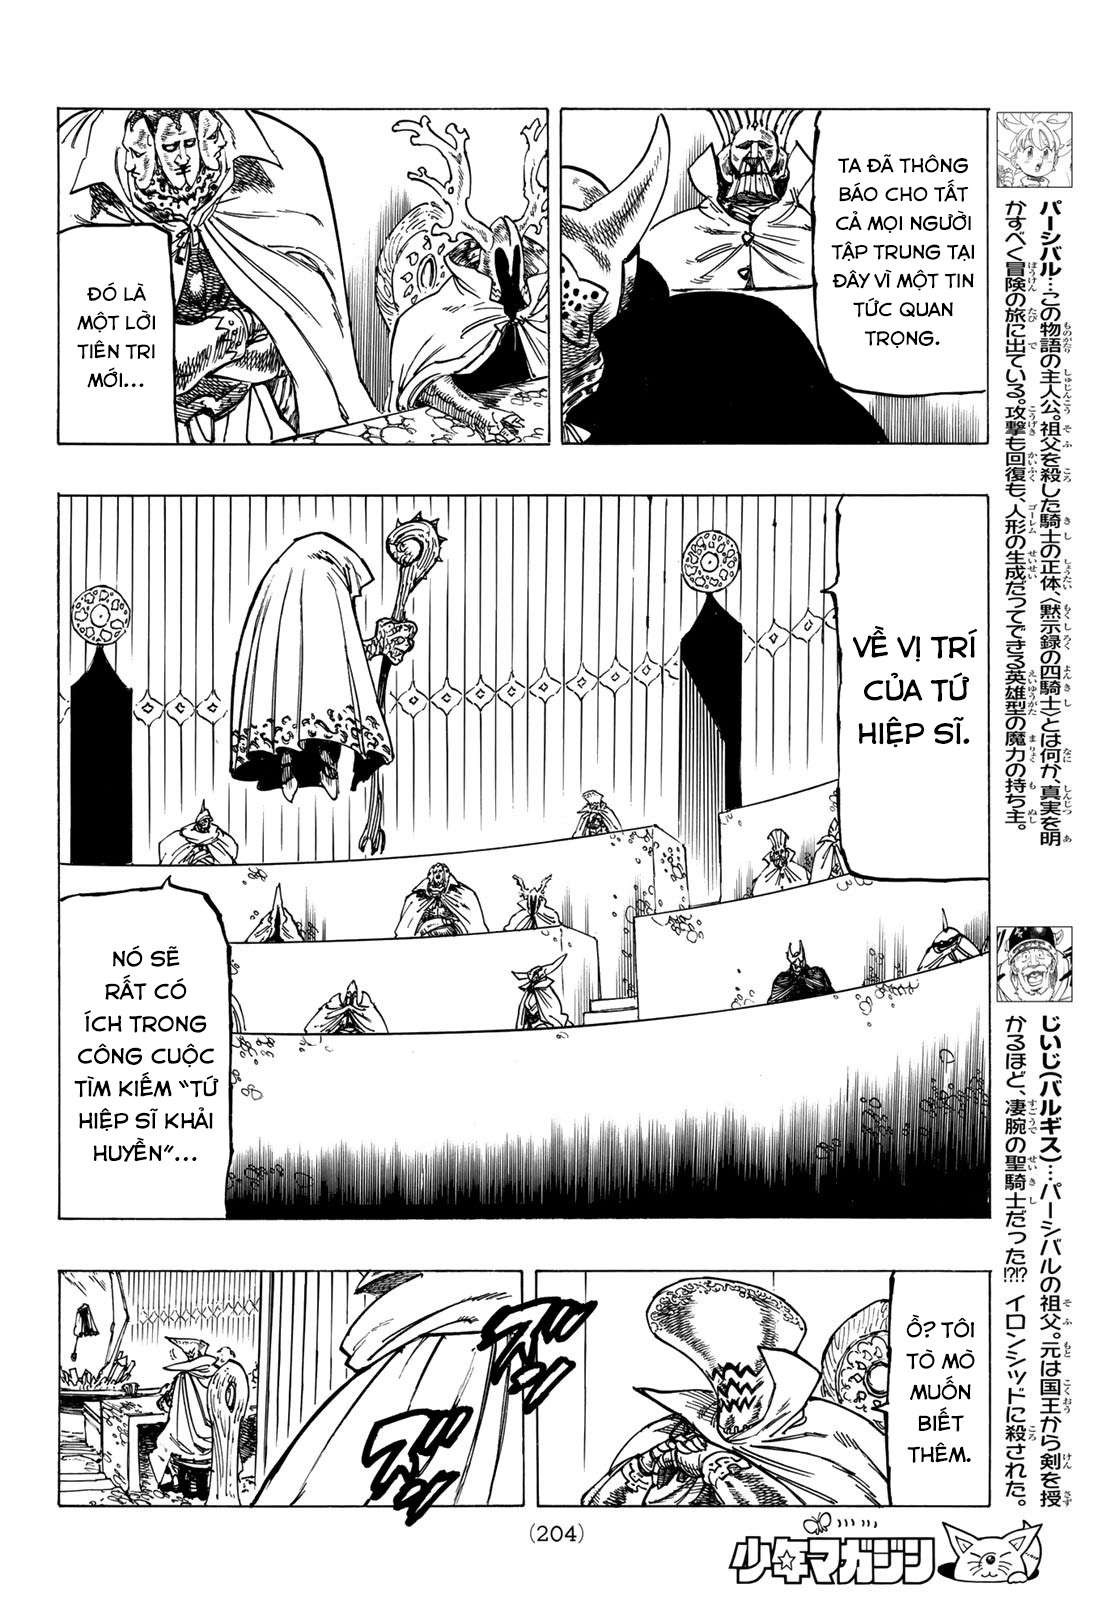 TA ĐÃ THÔNG
BÁO CHO TẤT
CẢ MỌI NGƯỜI
TẬP TRUNG TẠI
ĐÂY VÌ MỘT TIN
TỨC QUAN
TRỌNG.
ĐÓ LÀ
MỘT LỜI
TIÊN TRI
MỚI...
VỀ VỊ TRÍ
CỦA TỨ
HIỆP SĨ.
NÓ SẼ
RẤT CÓ
ÍCH TRONG
CÔNG CUỘC
TÌM KIẾM "TỨ
HIỆP SĨ KHẢI
HUYỀN"...
Ồ? TÔI
TÒ MÒ
MUỐN
BIẾT
THÊM.
パーシバル…この物語の主人公。祖父を殺した騎士の正体、〈黙示録の四騎士〉とは何か、真実を明
かすべく冒険の旅に出ている。攻撃も回復も、人形の生成だってできる英雄型の魔力の持ち主。
じいじ(バルギス)…パーシバルの祖父。元は国王から剣を授
かるほど、凄腕の聖騎士だった!?!? イロンシッドに殺された。
(204)
少年マガジン